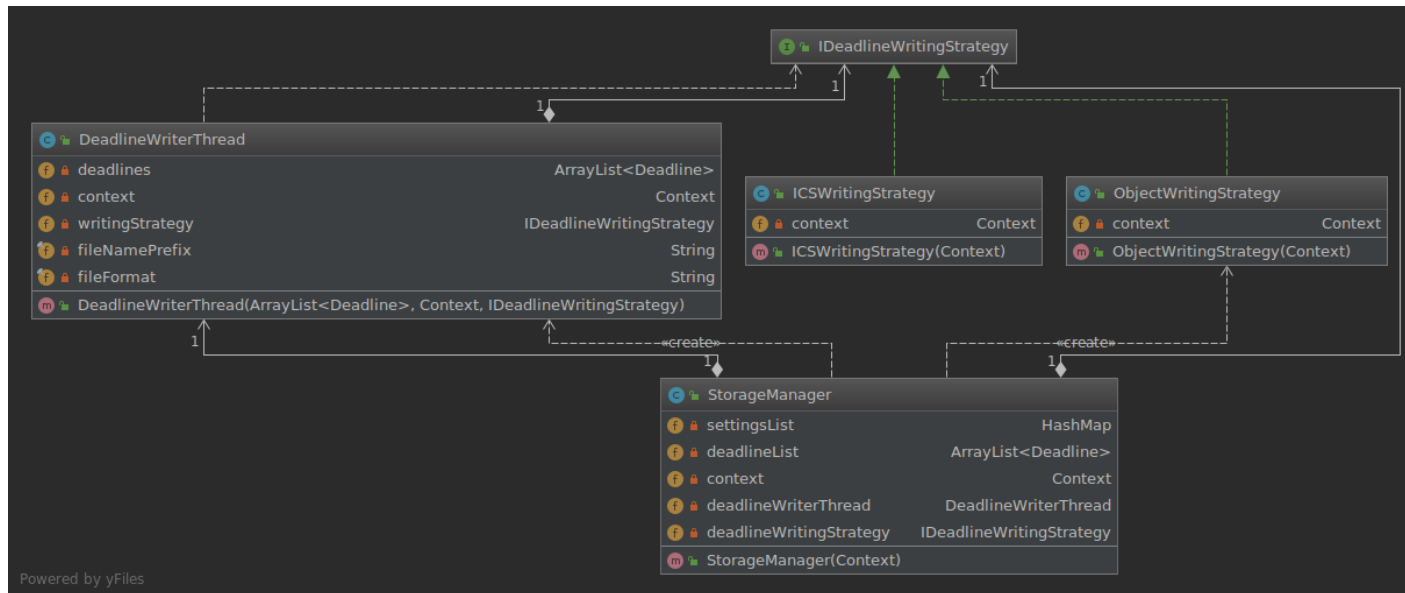 IDeadlineWritingStrategy
1
1
1
DeadlineWriterThread
deadlines ArrayList<Deadline>
context Context
writingStrategy IDeadlineWritingStrategy
fileNamePrefix String
fileFormat String
DeadlineWriterThread(ArrayList<Deadline>, Context, IDeadlineWritingStrategy)
ICSWritingStrategy
context Context
ICSWritingStrategy(Context)
ObjectWritingStrategy
context Context
ObjectWritingStrategy(Context)
1
«create»
«create»
1
1
StorageManager
settingsList HashMap
deadlineList ArrayList<Deadline>
context Context
deadlineWriterThread DeadlineWriterThread
deadlineWritingStrategy IDeadlineWritingStrategy
StorageManager(Context)
Powered by yFiles